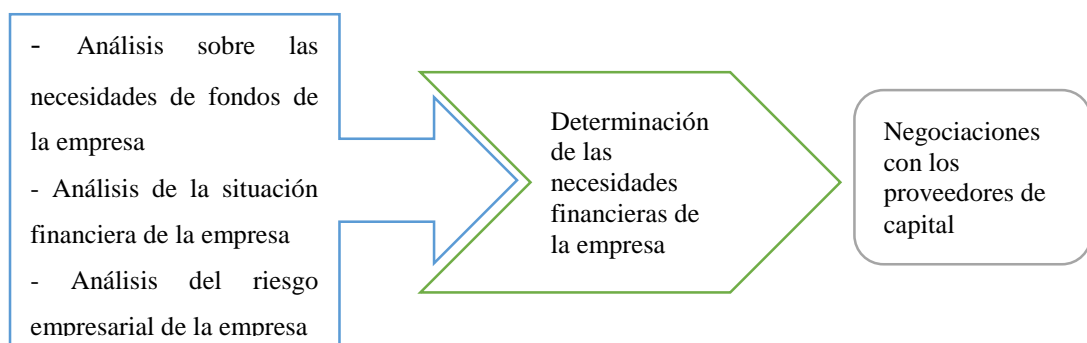 - Análisis sobre las
necesidades de fondos de
la empresa
- Análisis de la situación
financiera de la empresa
- Análisis del riesgo
empresarial de la empresa
Determinación
de las
necesidades
financieras de
la empresa
Negociaciones
con los
proveedores de
capital